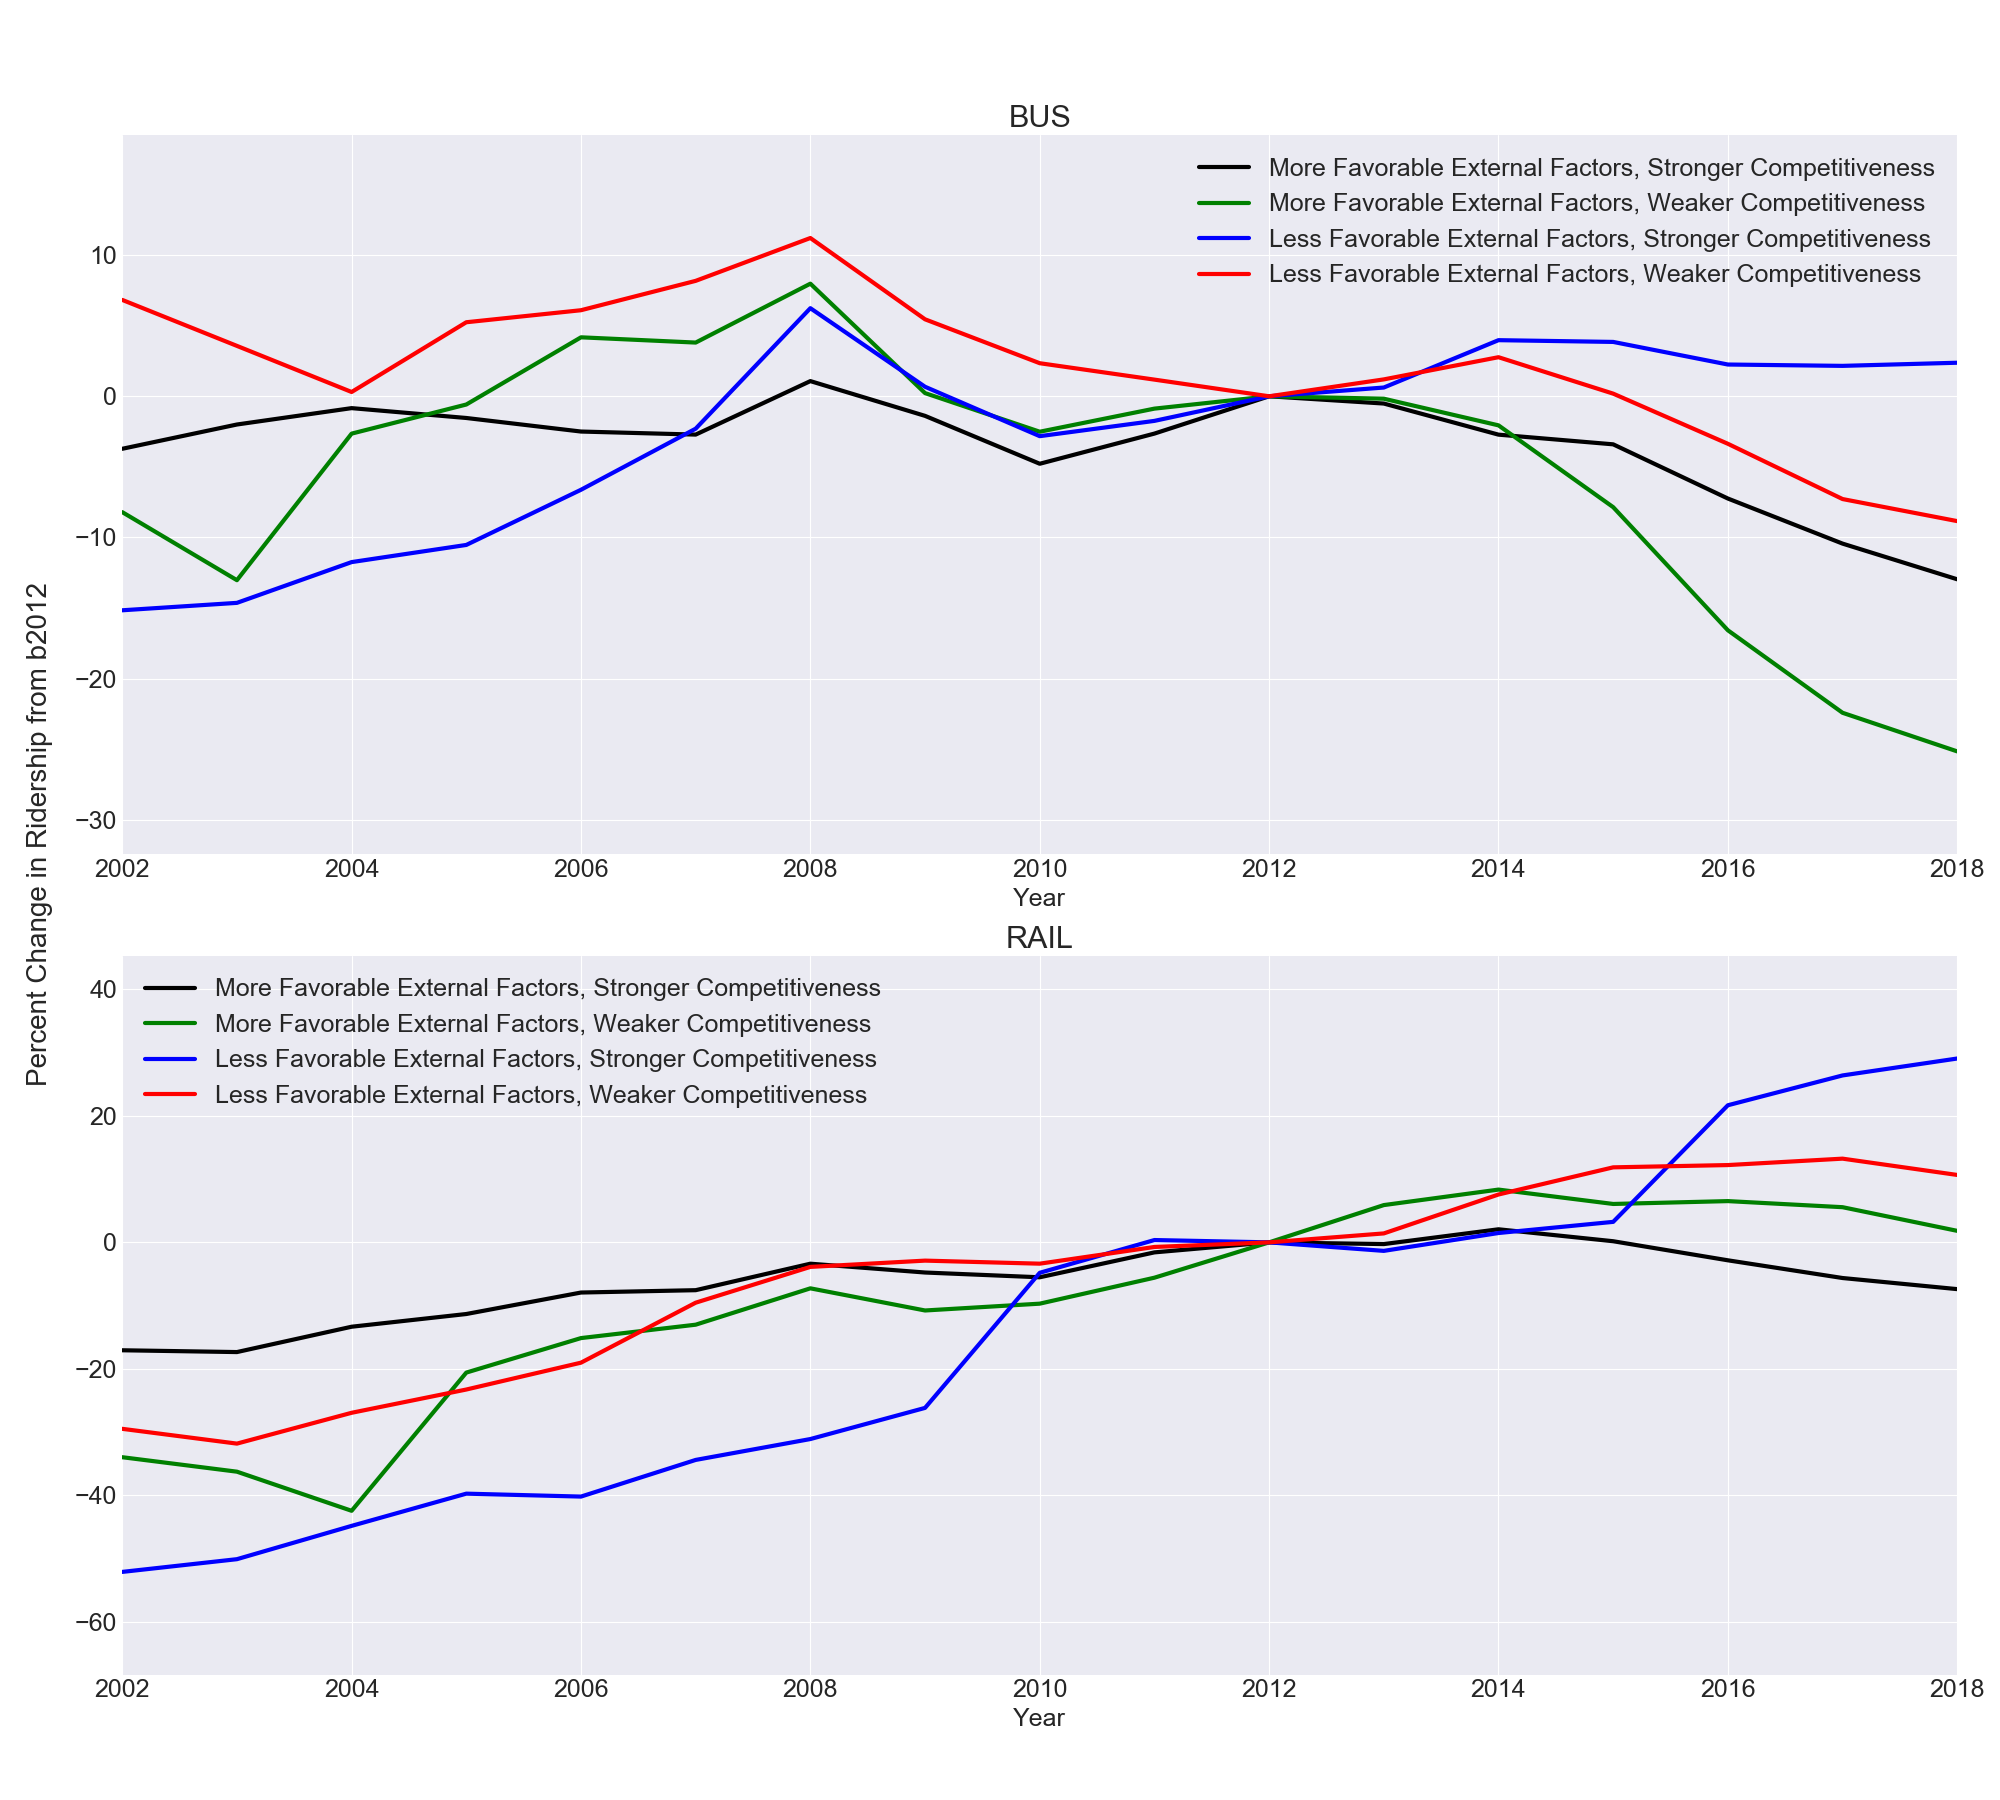 BUS
More Favorable External Factors, Stronger Competitiveness
More Favorable External Factors, Weaker Competitiveness
Less Favorable External Factors, Stronger Competitiveness
Less Favorable External Factors, Weaker Competitiveness
10
0
−10
−20
−30
2002 2004 2006 2008 2010 2012 2014 2016 2018
Year
Percent Change in Ridership from b2012
RAIL
More Favorable External Factors, Stronger Competitiveness
More Favorable External Factors, Weaker Competitiveness
Less Favorable External Factors, Stronger Competitiveness
Less Favorable External Factors, Weaker Competitiveness
40
20
0
−20
−40
−60
2002 2004 2006 2008 2010 2012 2014 2016 2018
Year